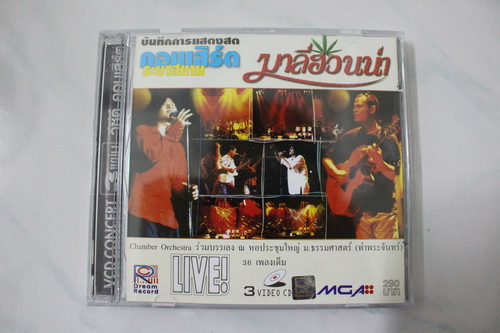 บันทึกการแสดงสด
คอนเสิร์ต
มาลีฮวนน่า
VCD CONCERT
Chamber Orchestra ร่วมบรรเลง ณ หอประชุมใหญ่ ม.ธรรมศาสตร์ (ท่าพระจันทร์)
36 เพลงเต็ม
Dream
Record
LIVE!
3 VIDEO CD
MGA
290
บาท